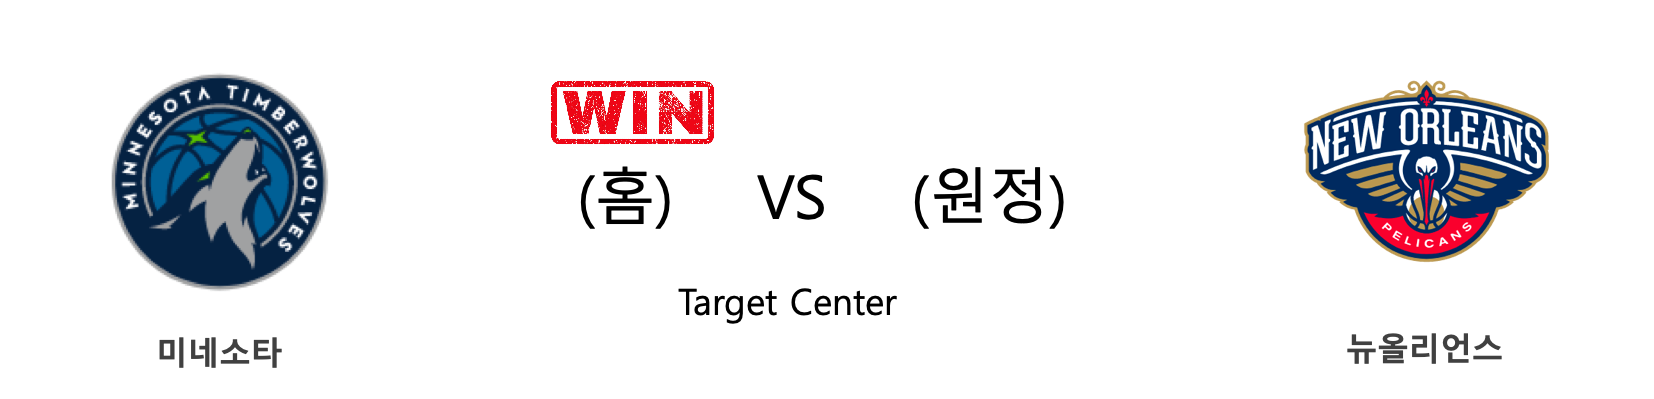 MINNESOTA TIMBERWOLVES
WIN
NEW ORLEANS
PELICANS
(홈) VS (원정)
Target Center
미네소타
뉴올리언스